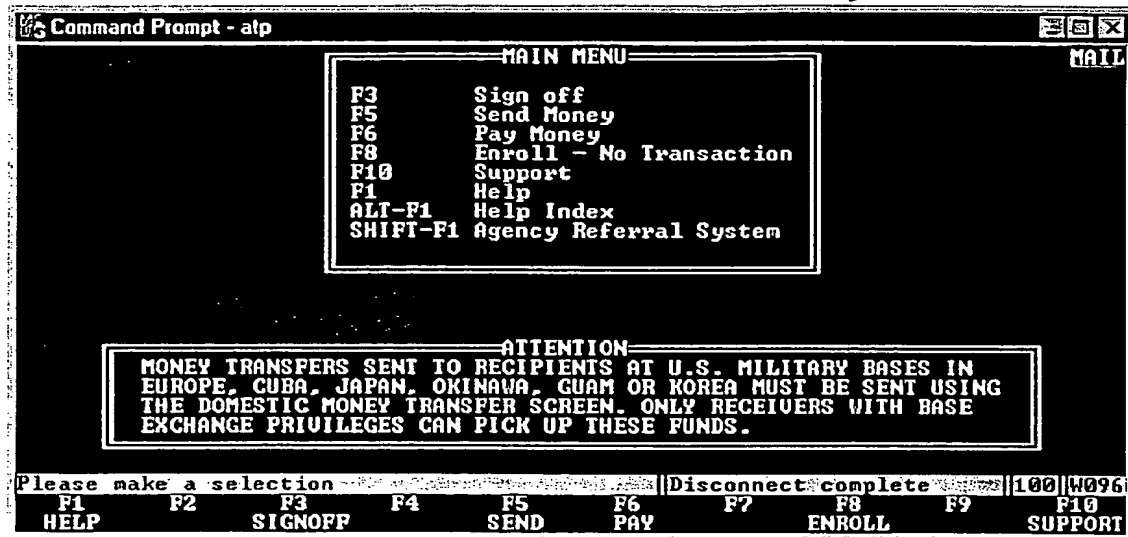 Command Prompt - atp
MAIN MENU
MAIL
F3 Sign off
F5 Send Money
F6 Pay Money
F8 Enroll - No Transaction
F10 Support
F1 Help
ALT-F1 Help Index
SHIFT-F1 Agency Referral System
ATTENTION
MONEY TRANSFERS SENT TO RECIPIENTS AT U.S. MILITARY BASES IN
EUROPE, CUBA, JAPAN, OKINAWA, GUAM OR KOREA MUST BE SENT USING
THE DOMESTIC MONEY TRANSFER SCREEN. ONLY RECEIVERS WITH BASE
EXCHANGE PRIVILEGES CAN PICK UP THESE FUNDS.
Please make a selection Disconnect complete 100 W096
F1 F2 F3 F4 F5 F6 F7 F8 F9 F10
HELP SIGNOFF SEND PAY ENROLL SUPPORT